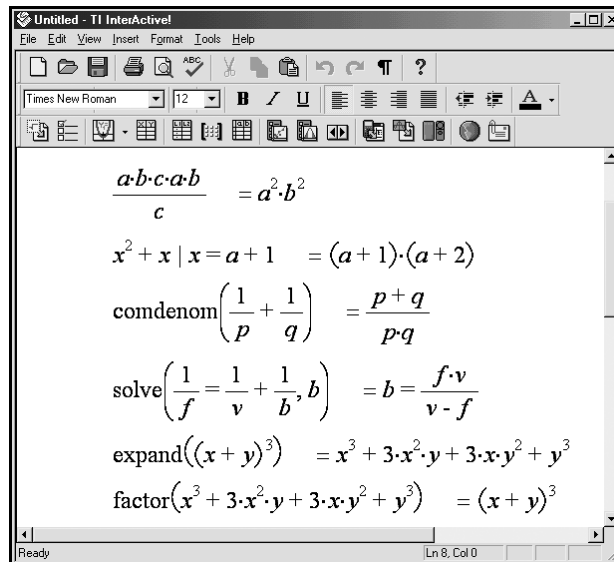 Untitled - TI InterActive!
File Edit View Insert Format Tools Help
ABC ¶ ?
Times New Roman 12 B I U A
a·b·c·a·b/c = a²·b²
x² + x | x = a + 1 = (a + 1)·(a + 2)
comdenom(1/p + 1/q) = (p + q)/(p·q)
solve(1/f = 1/v + 1/b, b) = b = f·v/(v - f)
expand((x + y)³) = x³ + 3·x²·y + 3·x·y² + y³
factor(x³ + 3·x²·y + 3·x·y² + y³) = (x + y)³
Ready Ln 8, Col 0